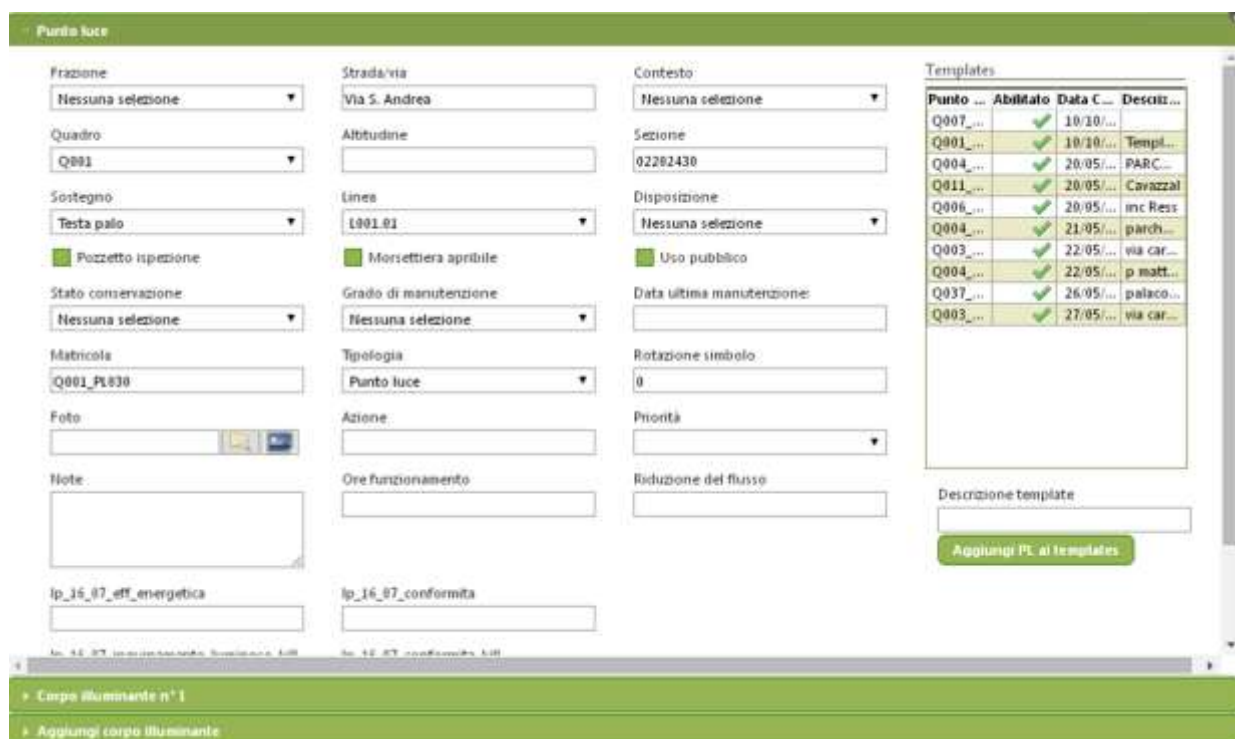 Punto luce
Frazione
Nessuna selezione
Strada/via
Via S. Andrea
Contesto
Nessuna selezione
Quadro
Q001
Altitudine
Sezione
02202430
Sostegno
Testa palo
Linea
L001.01
Disposizione
Nessuna selezione
Pozzetto ispezione
Morsettiera apribile
Uso pubblico
Stato conservazione
Nessuna selezione
Grado di manutenzione
Nessuna selezione
Data ultima manutenzione:
Matricola
Q001_PL030
Tipologia
Punto luce
Rotazione simbolo
0
Foto
Azione
Priorità
Note
Ore funzionamento
Riduzione del flusso
lp_16_07_eff_energetica
lp_16_07_conformita
Templates
Punto ... Abilitato Data C... Descriz...
Q007_... 10/10/...
Q001_... 10/10/... Templ...
Q004_... 20/05/... PARC...
Q011_... 20/05/... Cavazzal
Q006_... 20/05/... inc Ress
Q004_... 21/05/... parch...
Q003_... 22/05/... via car...
Q004_... 22/05/... p matt...
Q037_... 26/05/... palaco...
Q003_... 27/05/... via car...
Descrizione template
Aggiungi PL ai templates
Corpo illuminante n°1
Aggiungi corpo illuminante